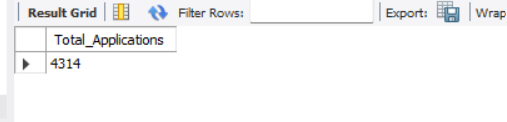 Result Grid Filter Rows: Export: Wrap
Total_Applications
4314